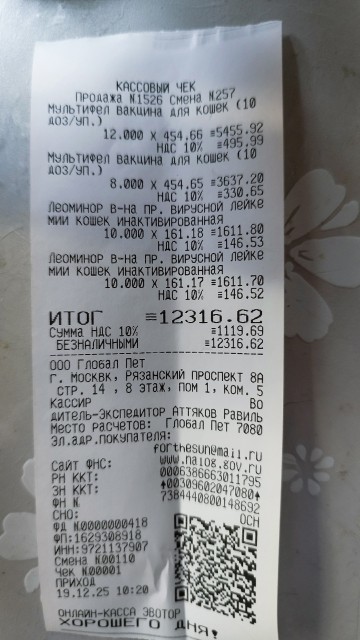 КАССОВЫЙ ЧЕК
Продажа №1526 Смена №257
Мультифел вакцина для кошек (10
доз/уп.)
12.000 X 454.66 ≡5455.92
НДС 10% ≡495.99
Мультифел вакцина для кошек (10
доз/уп.)
8.000 X 454.65 ≡3637.20
НДС 10% ≡330.65
Леоминор в-на пр. вирусной лейке
мии кошек инактивированная
10.000 X 161.18 ≡1611.80
НДС 10% ≡146.53
Леоминор в-на пр. вирусной лейке
мии кошек инактивированная
10.000 X 161.17 ≡1611.70
НДС 10% ≡146.52
ИТОГ ≡12316.62
Сумма НДС 10% ≡1119.69
БЕЗНАЛИЧНЫМИ ≡12316.62
ООО Глобал Пет
г. Москвк, Рязанский проспект 8А
стр. 14, 8 этаж, пом 1, ком. 5
Кассир Во
дитель-Экспедитор Аттяков Равиль
Место расчетов: Глобал Пет 7080
Эл.адр.покупателя:
forthesun@mail.ru
Сайт ФНС: www.nalog.gov.ru
РН ККТ: 0006386663011795
ЗН ККТ: ↑00309602047080↑
ФН № 7384440800148692
СНО: ОСН
ФД №0000000418
ФП:1629308918
ИНН:9721137907
Смена №00110
Чек №00001
ПРИХОД
19.12.25 10:20
ОНЛАЙН-КАССА ЭВОТОР
ХОРОШЕГО ДНЯ!